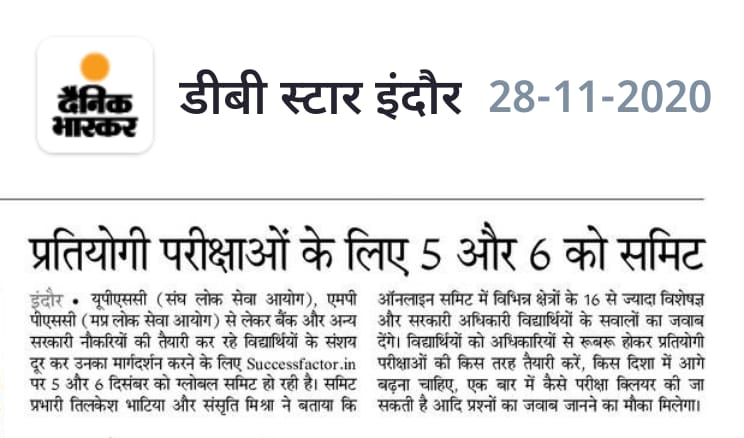 दैनिक
भास्कर
डीबी स्टार इंदौर 28-11-2020
प्रतियोगी परीक्षाओं के लिए 5 और 6 को समिट
इंदौर • यूपीएससी (संघ लोक सेवा आयोग), एमपी
पीएससी (मप्र लोक सेवा आयोग) से लेकर बैंक और अन्य
सरकारी नौकरियों की तैयारी कर रहे विद्यार्थियों के संशय
दूर कर उनका मार्गदर्शन करने के लिए Successfactor.in
पर 5 और 6 दिसंबर को ग्लोबल समिट हो रही है। समिट
प्रभारी तिलकेश भाटिया और संसृति मिश्रा ने बताया कि
ऑनलाइन समिट में विभिन्न क्षेत्रों के 16 से ज्यादा विशेषज्ञ
और सरकारी अधिकारी विद्यार्थियों के सवालों का जवाब
देंगे। विद्यार्थियों को अधिकारियों से रूबरू होकर प्रतियोगी
परीक्षाओं की किस तरह तैयारी करें, किस दिशा में आगे
बढ़ना चाहिए, एक बार में कैसे परीक्षा क्लियर की जा
सकती है आदि प्रश्नों का जवाब जानने का मौका मिलेगा।